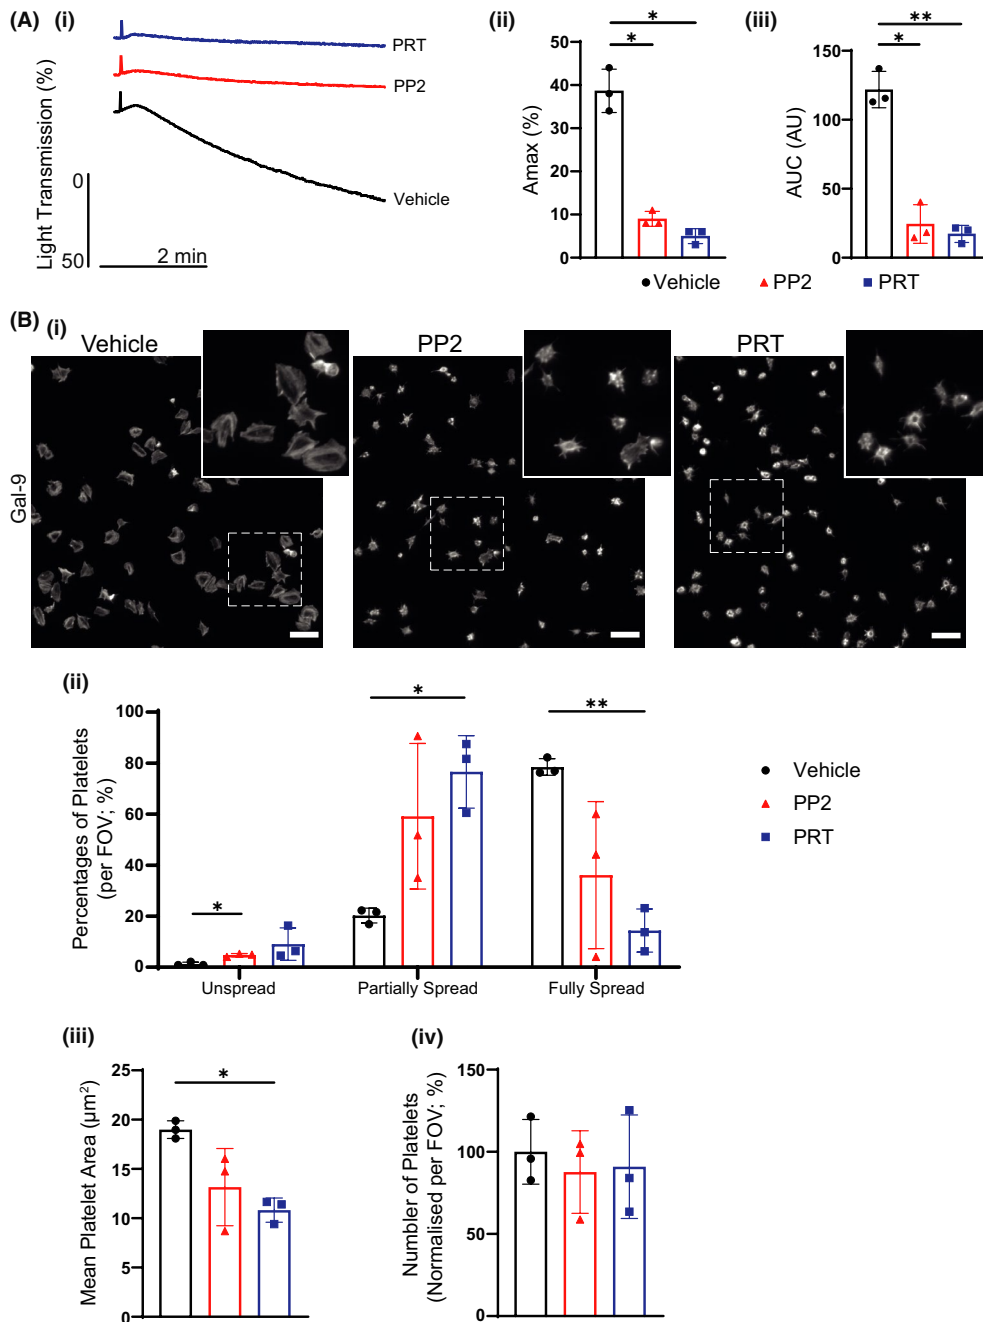 (A) (i)
PRT
PP2
Vehicle
Light Transmission (%)
0
50
2 min
(ii)
*
*
Amax (%)
50
40
30
20
10
0
(iii)
**
*
AUC (AU)
150
100
50
0
Vehicle
PP2
PRT
(B) (i)
Vehicle
PP2
PRT
Gal-9
(ii)
*
*
**
Percentages of Platelets
(per FOV; %)
100
80
60
40
20
0
Unspread
Partially Spread
Fully Spread
Vehicle
PP2
PRT
(iii)
*
Mean Platelet Area (µm²)
25
20
15
10
5
0
(iv)
Numbler of Platelets
(Normalised per FOV; %)
150
100
50
0